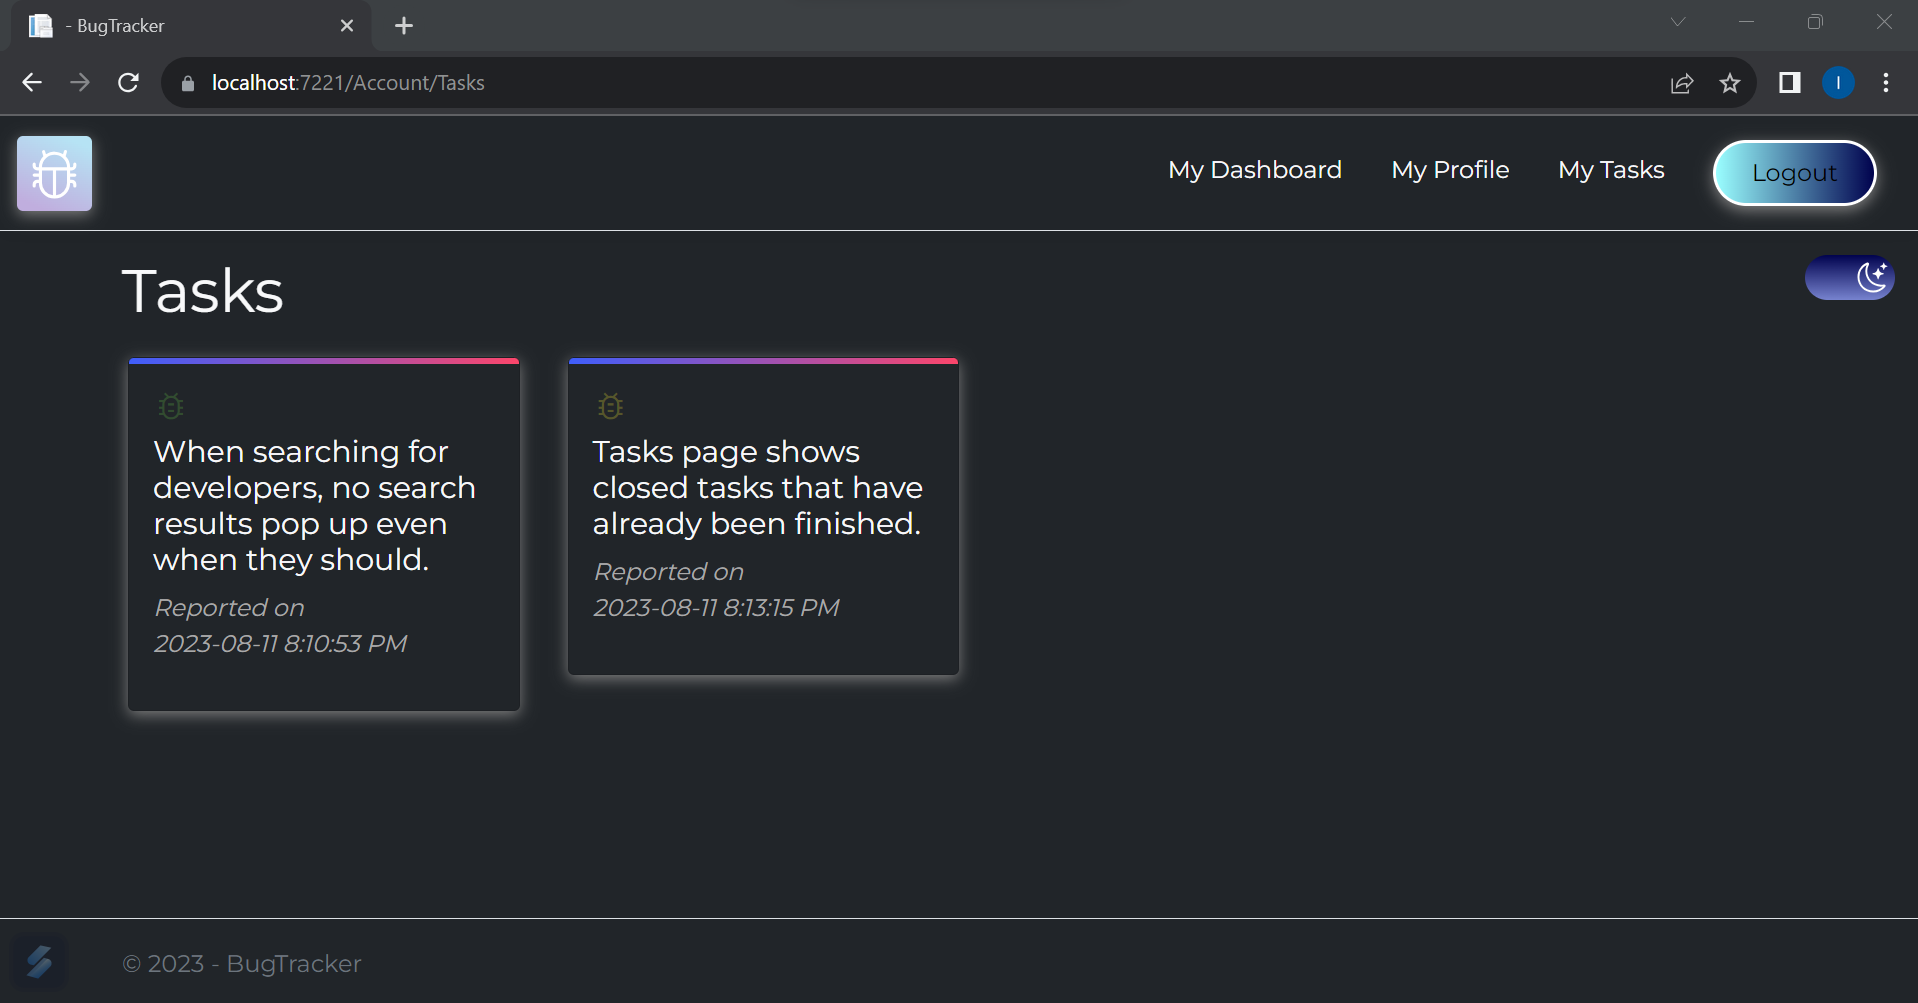 - BugTracker
localhost:7221/Account/Tasks
I
My Dashboard My Profile My Tasks Logout
Tasks
When searching for
developers, no search
results pop up even
when they should.
Reported on
2023-08-11 8:10:53 PM
Tasks page shows
closed tasks that have
already been finished.
Reported on
2023-08-11 8:13:15 PM
© 2023 - BugTracker